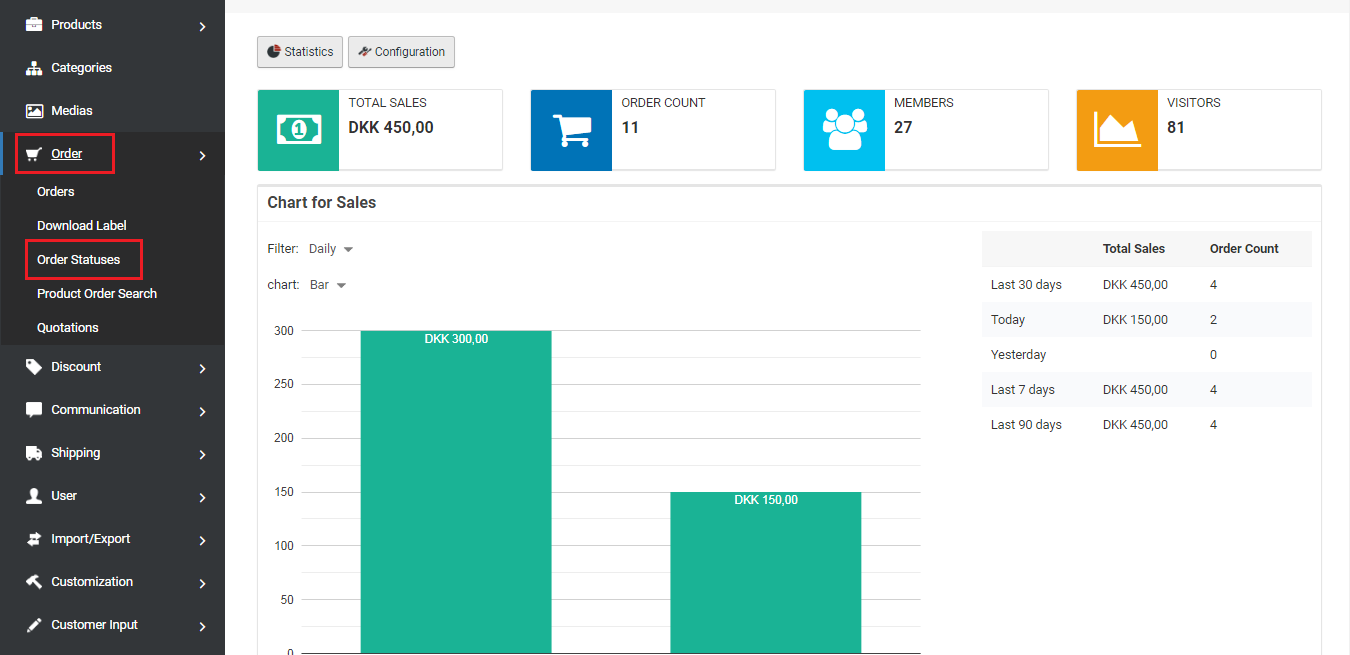 Products
Categories
Medias
Order
Orders
Download Label
Order Statuses
Product Order Search
Quotations
Discount
Communication
Shipping
User
Import/Export
Customization
Customer Input
Statistics
Configuration
TOTAL SALES
DKK 450,00
ORDER COUNT
11
MEMBERS
27
VISITORS
81
Chart for Sales
Filter: Daily
chart: Bar
300
250
200
150
100
50
0
DKK 300,00
DKK 150,00
Total Sales Order Count
Last 30 days DKK 450,00 4
Today DKK 150,00 2
Yesterday 0
Last 7 days DKK 450,00 4
Last 90 days DKK 450,00 4